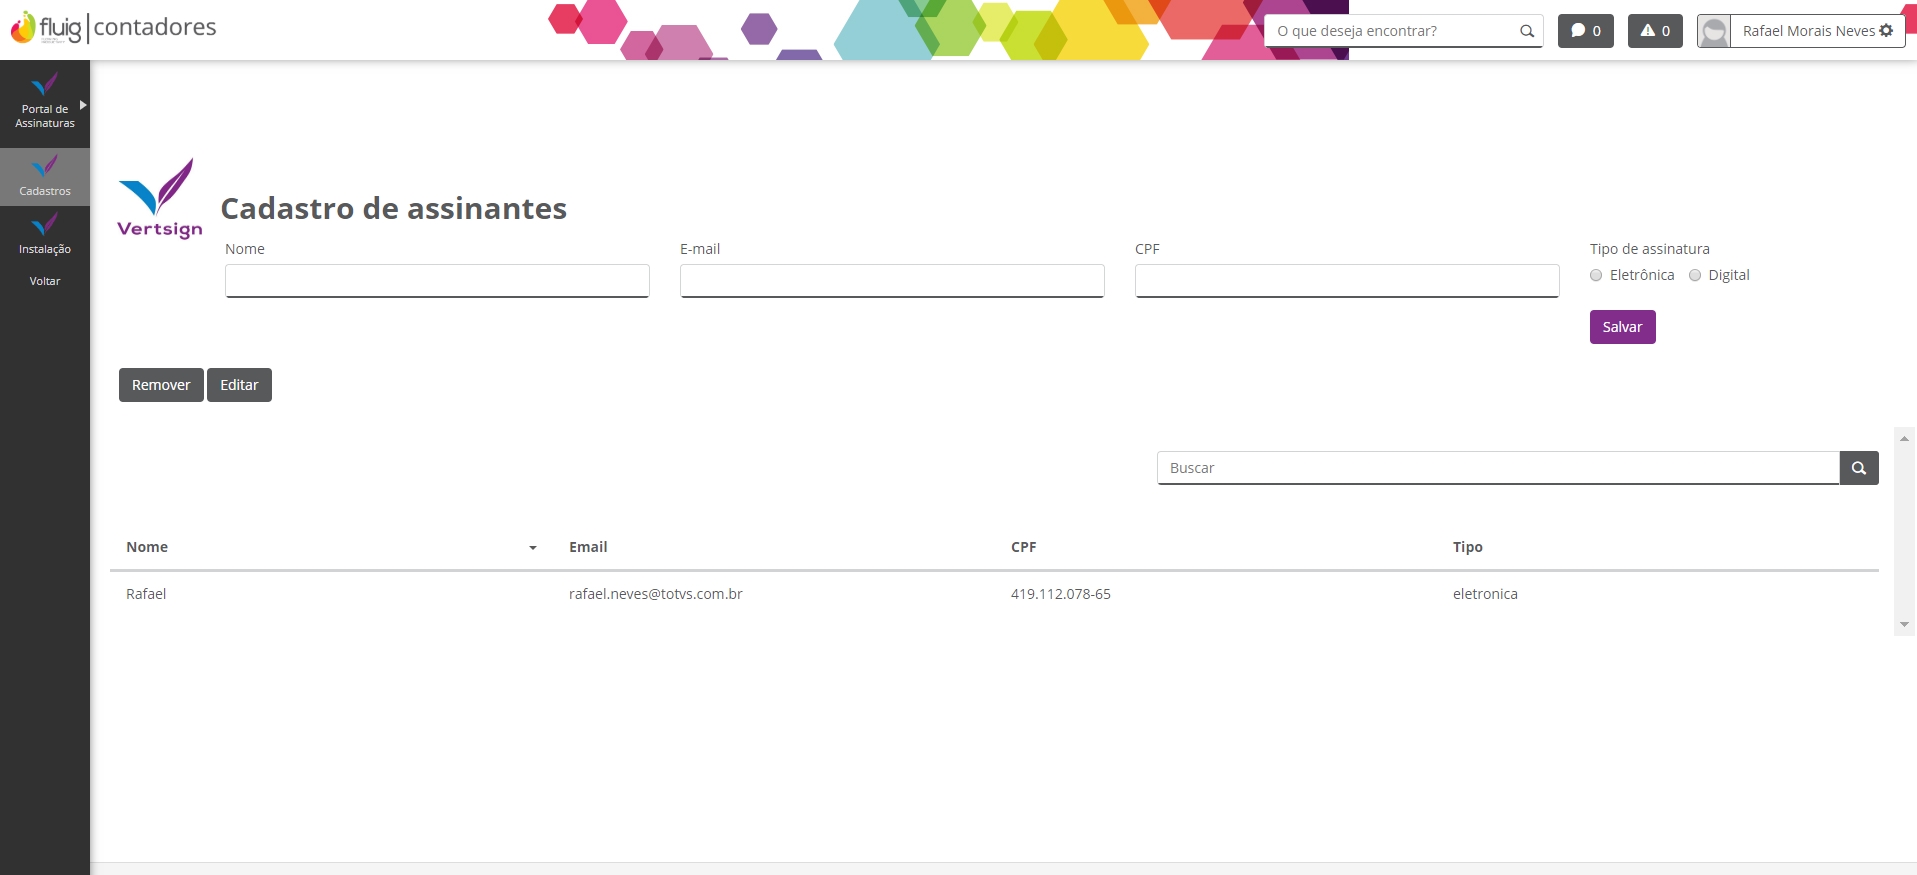 fluig contadores
O que deseja encontrar?
0
0
Rafael Morais Neves
Portal de
Assinaturas
Cadastros
Instalação
Voltar
Vertsign
Cadastro de assinantes
Nome
E-mail
CPF
Tipo de assinatura
Eletrônica
Digital
Salvar
Remover
Editar
Buscar
Nome
Email
CPF
Tipo
Rafael
rafael.neves@totvs.com.br
419.112.078-65
eletronica